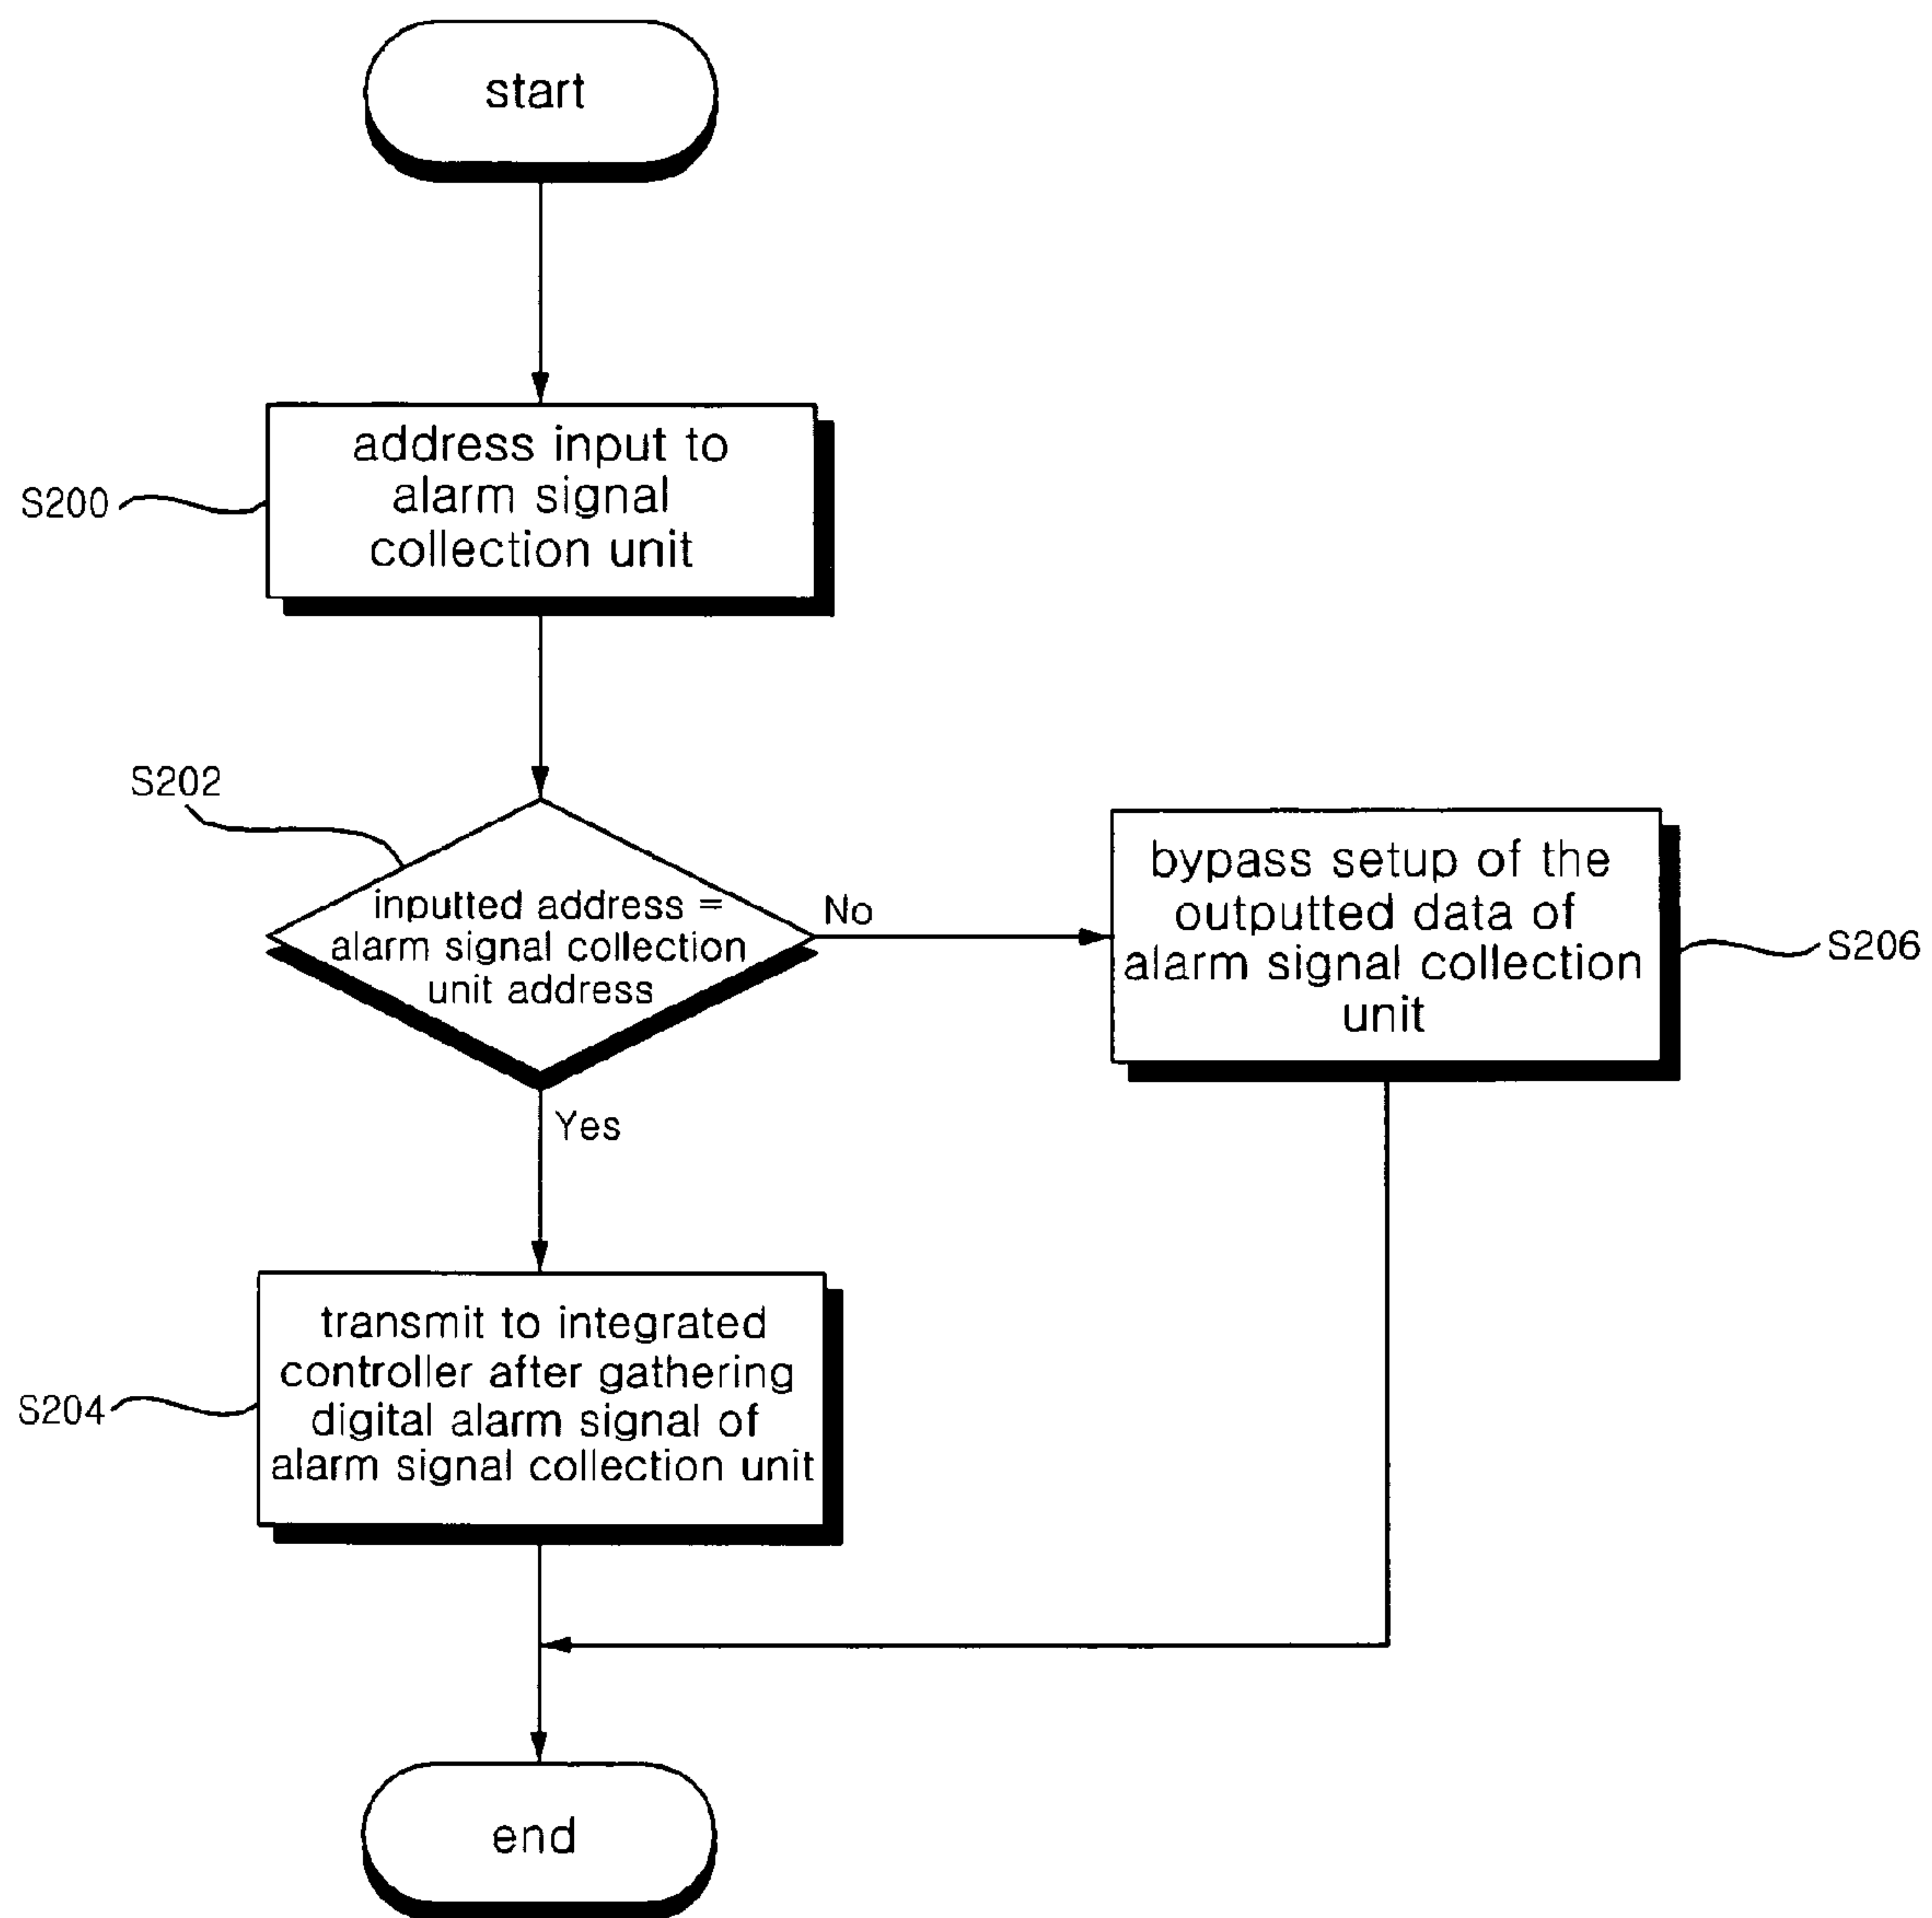 start
address input to
alarm signal
collection unit
S200
S202
inputted address =
alarm signal collection
unit address
No
bypass setup of the
outputted data of
alarm signal collection
unit
S206
Yes
transmit to integrated
controller after gathering
digital alarm signal of
alarm signal collection unit
S204
end